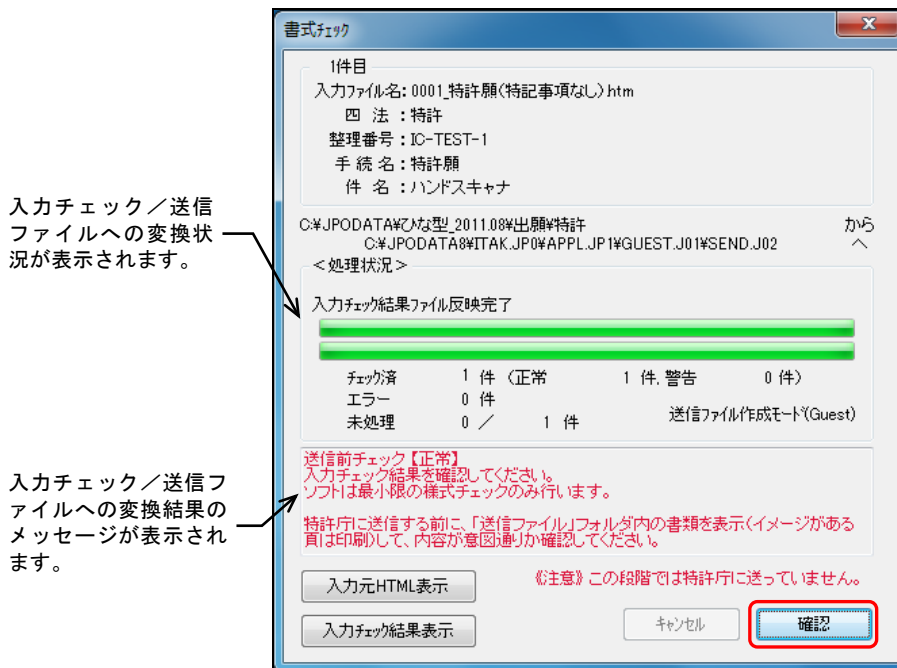 書式ﾁｪｯｸ
x
1件目
入力ﾌｧｲﾙ名: 0001_特許願(特記事項なし).htm
四 法 : 特許
整理番号 : IC-TEST-1
手 続 名 : 特許願
件 名 : ハンドスキャナ
C:¥JPODATA¥ひな型_2011.08¥出願¥特許 から
C:¥JPODATA8¥ITAK.JP0¥APPL.JP1¥GUEST.J01¥SEND.J02 へ
入力チェック/送信
ファイルへの変換状
況が表示されます。
<処理状況>
入力ﾁｪｯｸ結果ﾌｧｲﾙ反映完了
ﾁｪｯｸ済 1 件 (正常 1 件, 警告 0 件)
エラー 0 件
未処理 0 / 1 件
送信ﾌｧｲﾙ作成ﾓｰﾄﾞ(Guest)
入力チェック/送信フ
ァイルへの変換結果の
メッセージが表示され
ます。
送信前チェック【正常】
入力チェック結果を確認してください。
ソフトは最小限の様式チェックのみ行います。
特許庁に送信する前に、「送信ファイル」フォルダ内の書類を表示(イメージがある
頁は印刷)して、内容が意図通りか確認してください。
《注意》 この段階では特許庁に送っていません。
入力元HTML表示
入力ﾁｪｯｸ結果表示
ｷｬﾝｾﾙ
確認